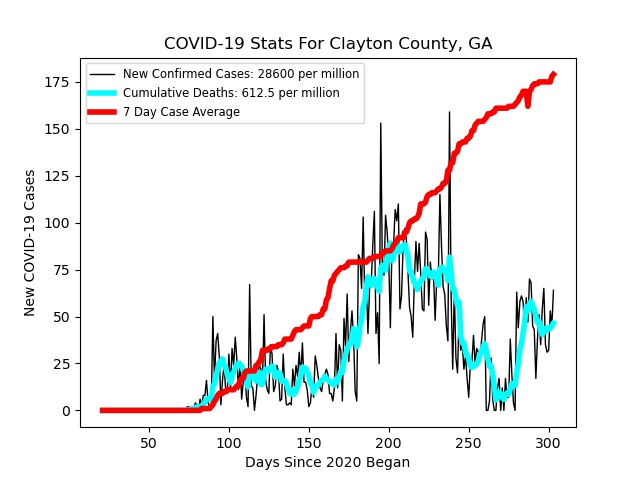 COVID-19 Stats For Clayton County, GA
New Confirmed Cases: 28600 per million
Cumulative Deaths: 612.5 per million
7 Day Case Average
New COVID-19 Cases
175
150
125
100
75
50
25
0
50 100 150 200 250 300
Days Since 2020 Began